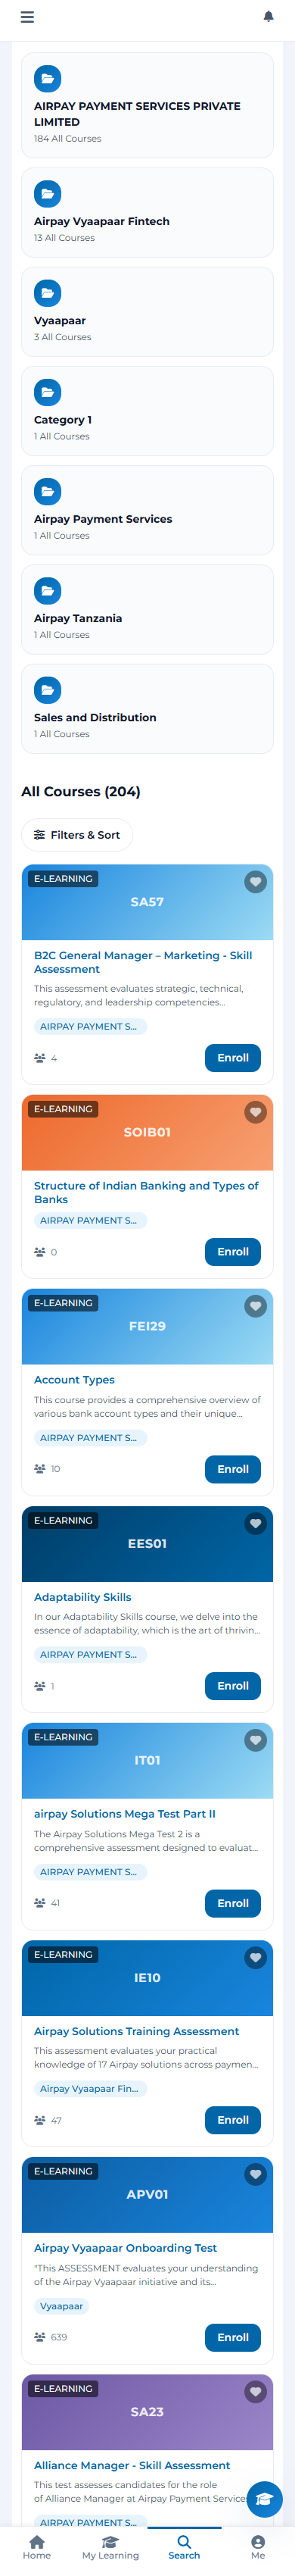 AIRPAY PAYMENT SERVICES PRIVATE
LIMITED
184 All Courses
Airpay Vyaapaar Fintech
13 All Courses
Vyaapaar
3 All Courses
Category 1
1 All Courses
Airpay Payment Services
1 All Courses
Airpay Tanzania
1 All Courses
Sales and Distribution
1 All Courses
All Courses (204)
Filters & Sort
E-LEARNING
SA57
B2C General Manager – Marketing - Skill
Assessment
This assessment evaluates strategic, technical,
regulatory, and leadership competencies...
AIRPAY PAYMENT S...
4
Enroll
E-LEARNING
SOIB01
Structure of Indian Banking and Types of
Banks
AIRPAY PAYMENT S...
0
Enroll
E-LEARNING
FEI29
Account Types
This course provides a comprehensive overview of
various bank account types and their unique...
AIRPAY PAYMENT S...
10
Enroll
E-LEARNING
EES01
Adaptability Skills
In our Adaptability Skills course, we delve into the
essence of adaptability, which is the art of thrivin...
AIRPAY PAYMENT S...
1
Enroll
E-LEARNING
IT01
airpay Solutions Mega Test Part II
The Airpay Solutions Mega Test 2 is a
comprehensive assessment designed to evaluat...
AIRPAY PAYMENT S...
41
Enroll
E-LEARNING
IE10
Airpay Solutions Training Assessment
This assessment evaluates your practical
knowledge of 17 Airpay solutions across paymen...
Airpay Vyaapaar Fin...
47
Enroll
E-LEARNING
APV01
Airpay Vyaapaar Onboarding Test
"This ASSESSMENT evaluates your understanding
of the Airpay Vyaapaar initiative and its...
Vyaapaar
639
Enroll
E-LEARNING
SA23
Alliance Manager - Skill Assessment
This test assesses candidates for the role
of Alliance Manager at Airpay Payment Service
AIRPAY PAYMENT S...
Home
My Learning
Search
Me